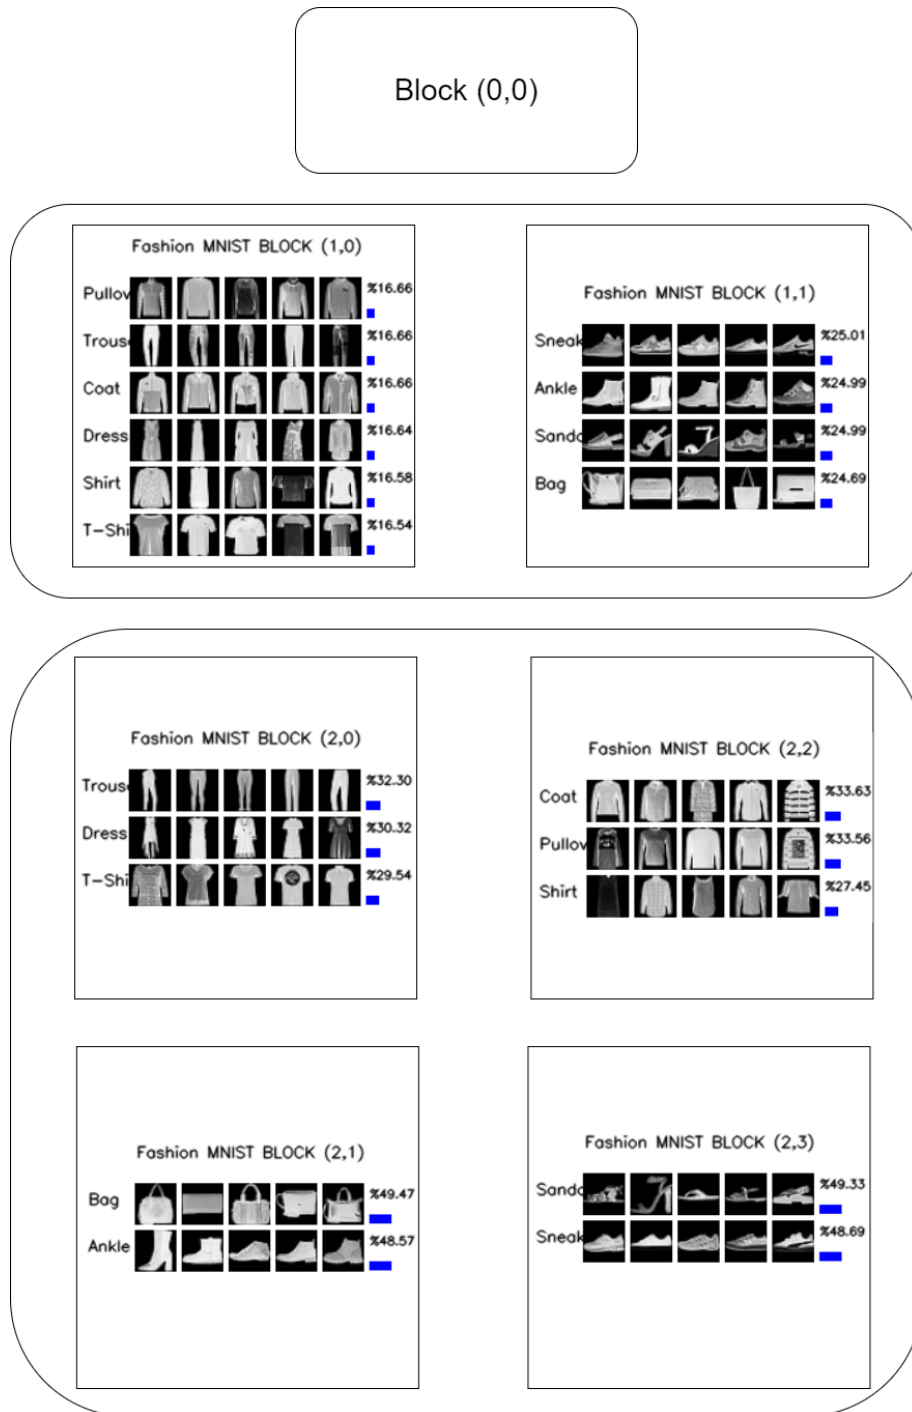 Block (0,0)
Fashion MNIST BLOCK (1,0)
Pullov %16.66
Trouse %16.66
Coat %16.66
Dress %16.64
Shirt %16.58
T-Shi %16.54
Fashion MNIST BLOCK (1,1)
Sneak %25.01
Ankle %24.99
Sanda %24.99
Bag %24.69
Fashion MNIST BLOCK (2,0)
Trouse %32.30
Dress %30.32
T-Shi %29.54
Fashion MNIST BLOCK (2,2)
Coat %33.63
Pullov %33.56
Shirt %27.45
Fashion MNIST BLOCK (2,1)
Bag %49.47
Ankle %48.57
Fashion MNIST BLOCK (2,3)
Sanda %49.33
Sneak %48.69